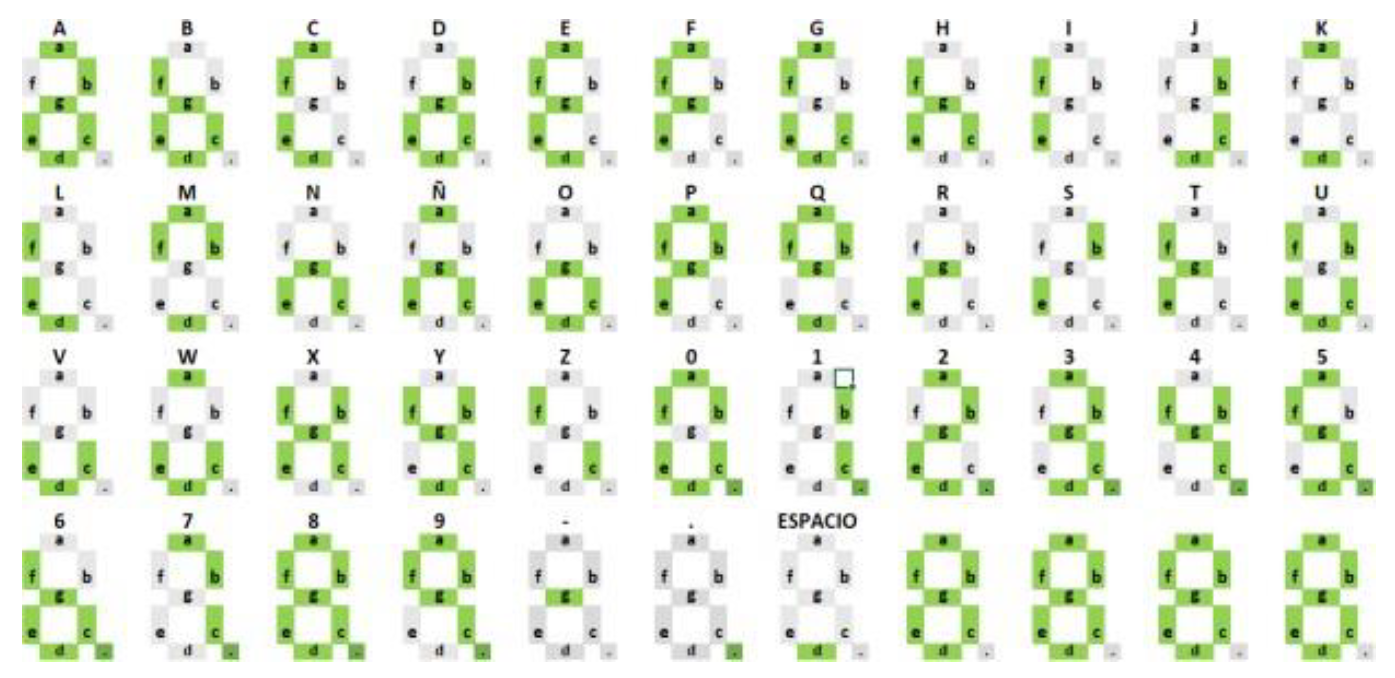 A B C D E F G H I J K
a a a a a a a a a a a
f b f b f b f b f b f b f b f b f b f b f b
g g g g g g g g g g g
e c e c e c e c e c e c e c e c e c e c e c
d . d . d . d . d . d . d . d . d . d . d .
L M N Ñ O P Q R S T U
a a a a a a a a a a a
f b f b f b f b f b f b f b f b f b f b f b
g g g g g g g g g g g
e c e c e c e c e c e c e c e c e c e c e c
d . d . d . d . d . d . d . d . d . d . d .
V W X Y Z 0 1 2 3 4 5
a a a a a a a a a a a
f b f b f b f b f b f b f b f b f b f b f b
g g g g g g g g g g g
e c e c e c e c e c e c e c e c e c e c e c
d . d . d . d . d . d . d . d . d . d . d .
6 7 8 9 - . ESPACIO
a a a a a a a a a a a
f b f b f b f b f b f b f b f b f b f b f b
g g g g g g g g g g g
e c e c e c e c e c e c e c e c e c e c e c
d . d . d . d . d . d . d . d . d . d . d .